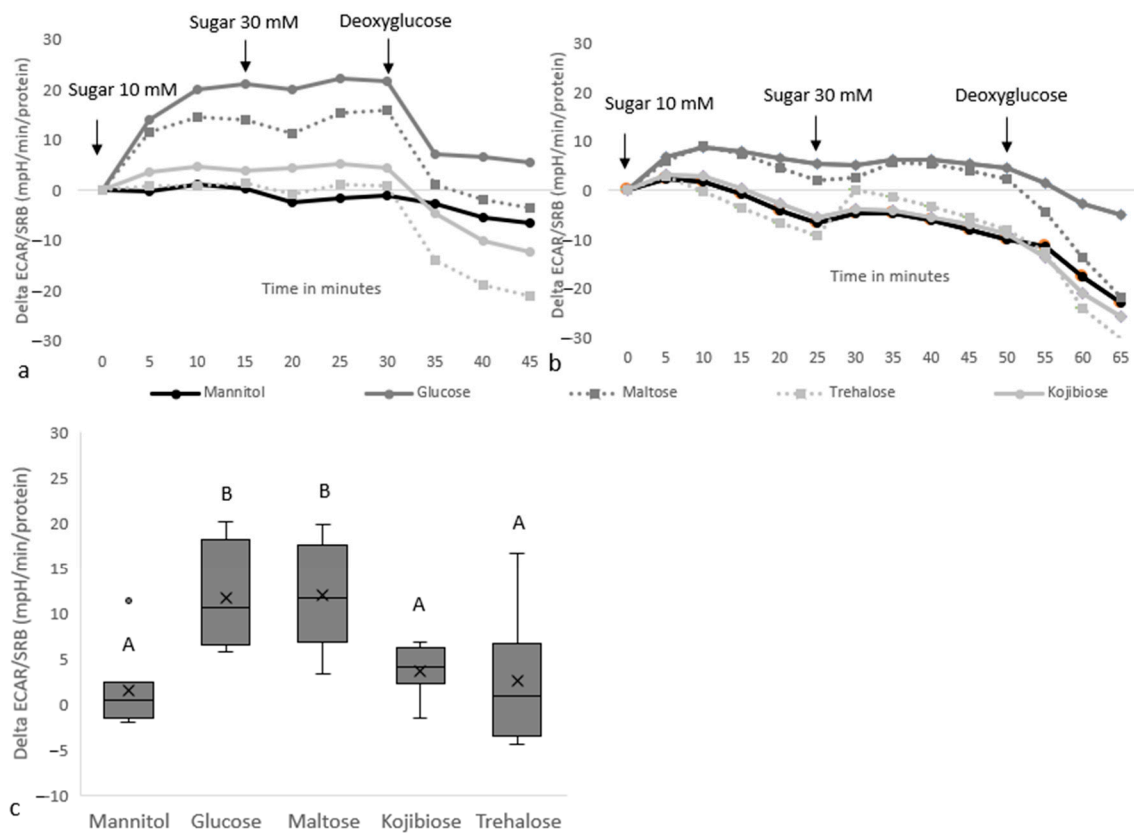 Sugar 30 mM
Deoxyglucose
Sugar 10 mM
Delta ECAR/SRB (mpH/min/protein)
30
20
10
0
–10
–20
–30
Time in minutes
0 5 10 15 20 25 30 35 40 45
a
Sugar 10 mM
Sugar 30 mM
Deoxyglucose
Delta ECAR/SRB (mpH/min/protein)
30
20
10
0
–10
–20
–30
Time in minutes
0 5 10 15 20 25 30 35 40 45 50 55 60 65
b
Mannitol Glucose Maltose Trehalose Kojibiose
Delta ECAR/SRB (mpH/min/protein)
30
25
20
15
10
5
0
–5
–10
A
B
B
A
A
Mannitol Glucose Maltose Kojibiose Trehalose
c